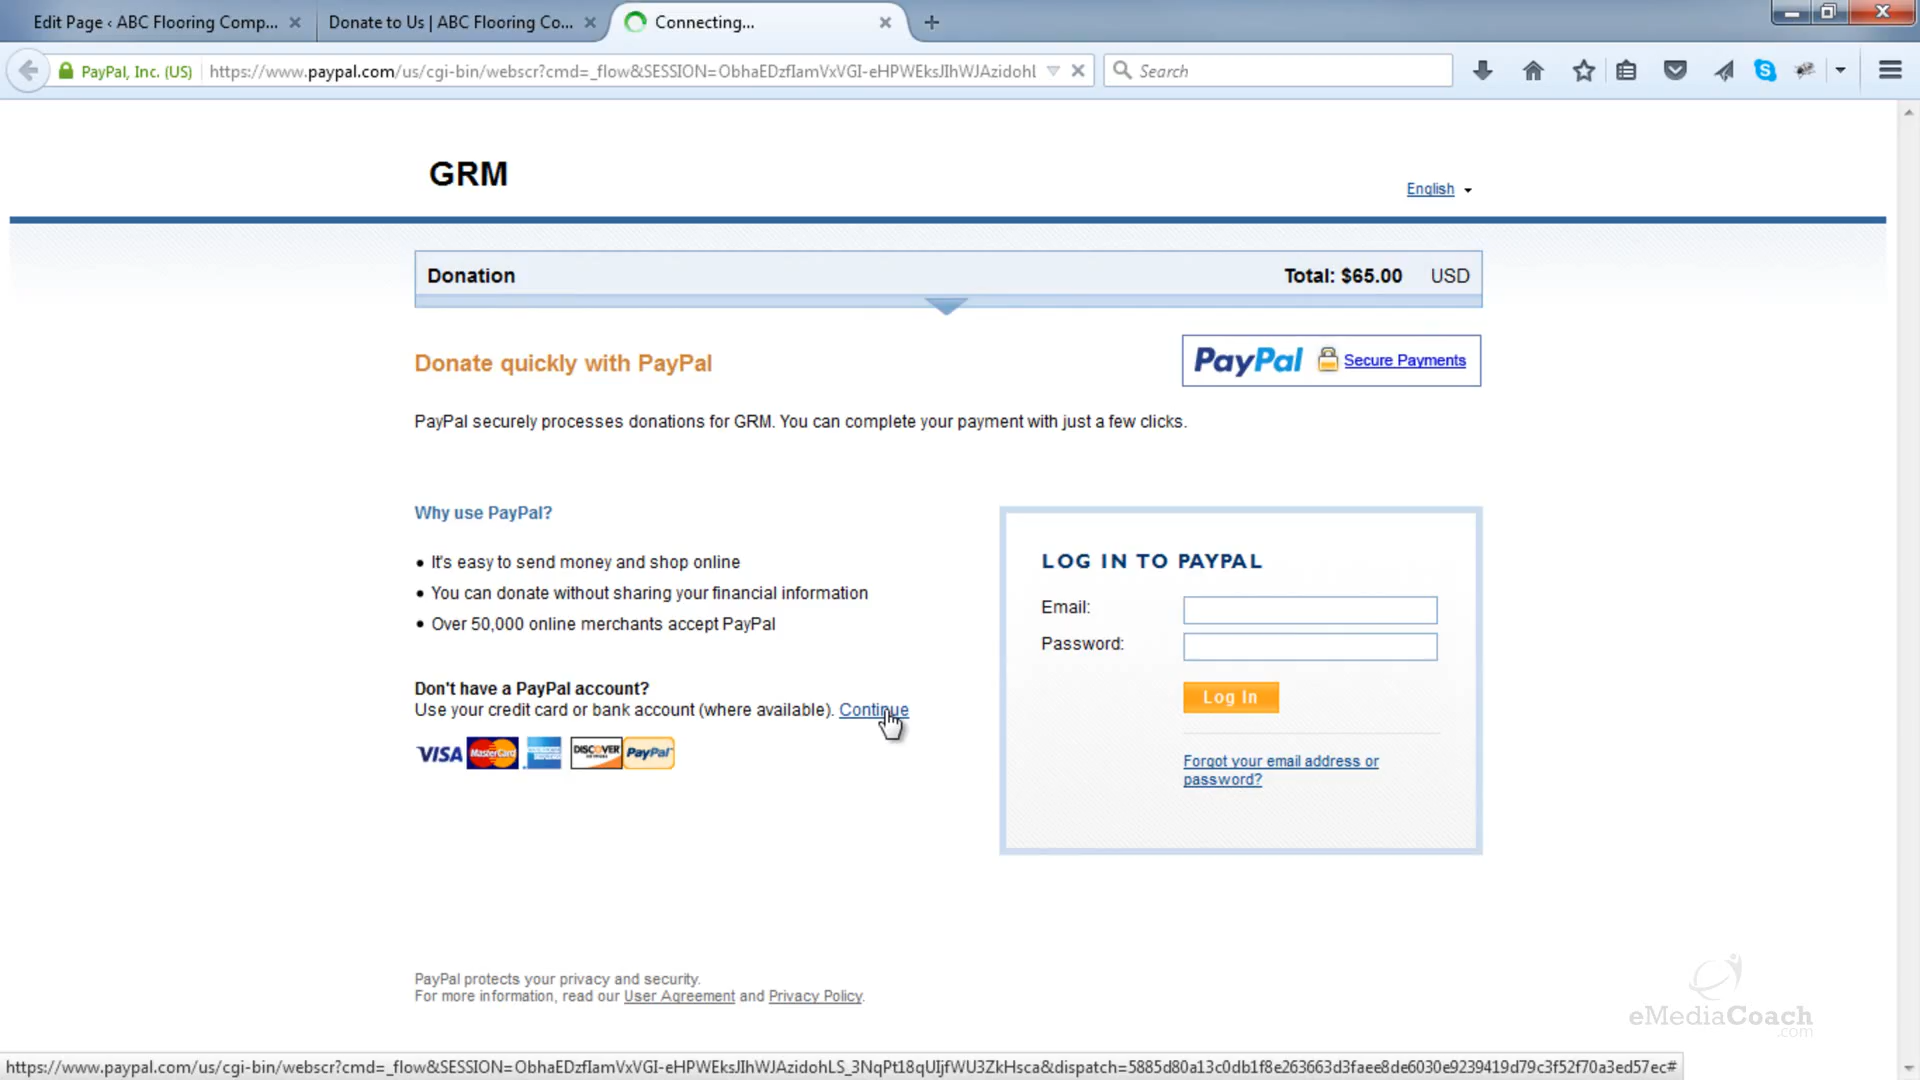 Edit Page ‹ ABC Flooring Comp...
Donate to Us | ABC Flooring Co...
Connecting...
PayPal, Inc. (US)
https://www.paypal.com/us/cgi-bin/webscr?cmd=_flow&SESSION=ObhaEDzfIamVxVGI-eHPWEksJIhWJAzidohL
Search
GRM
English
Donation
Total: $65.00 USD
Donate quickly with PayPal
PayPal
Secure Payments
PayPal securely processes donations for GRM. You can complete your payment with just a few clicks.
Why use PayPal?
It's easy to send money and shop online
You can donate without sharing your financial information
Over 50,000 online merchants accept PayPal
Don't have a PayPal account?
Use your credit card or bank account (where available). Continue
VISA MasterCard DISCOVER PayPal
LOG IN TO PAYPAL
Email:
Password:
Log In
Forgot your email address or
password?
PayPal protects your privacy and security.
For more information, read our User Agreement and Privacy Policy.
eMediaCoach
.com
https://www.paypal.com/us/cgi-bin/webscr?cmd=_flow&SESSION=ObhaEDzfIamVxVGI-eHPWEksJIhWJAzidohLS_3NqPt18qUIjfWU3ZkHsca&dispatch=5885d80a13c0db1f8e263663d3faee8de6030e9239419d79c3f52f70a3ed57ec#